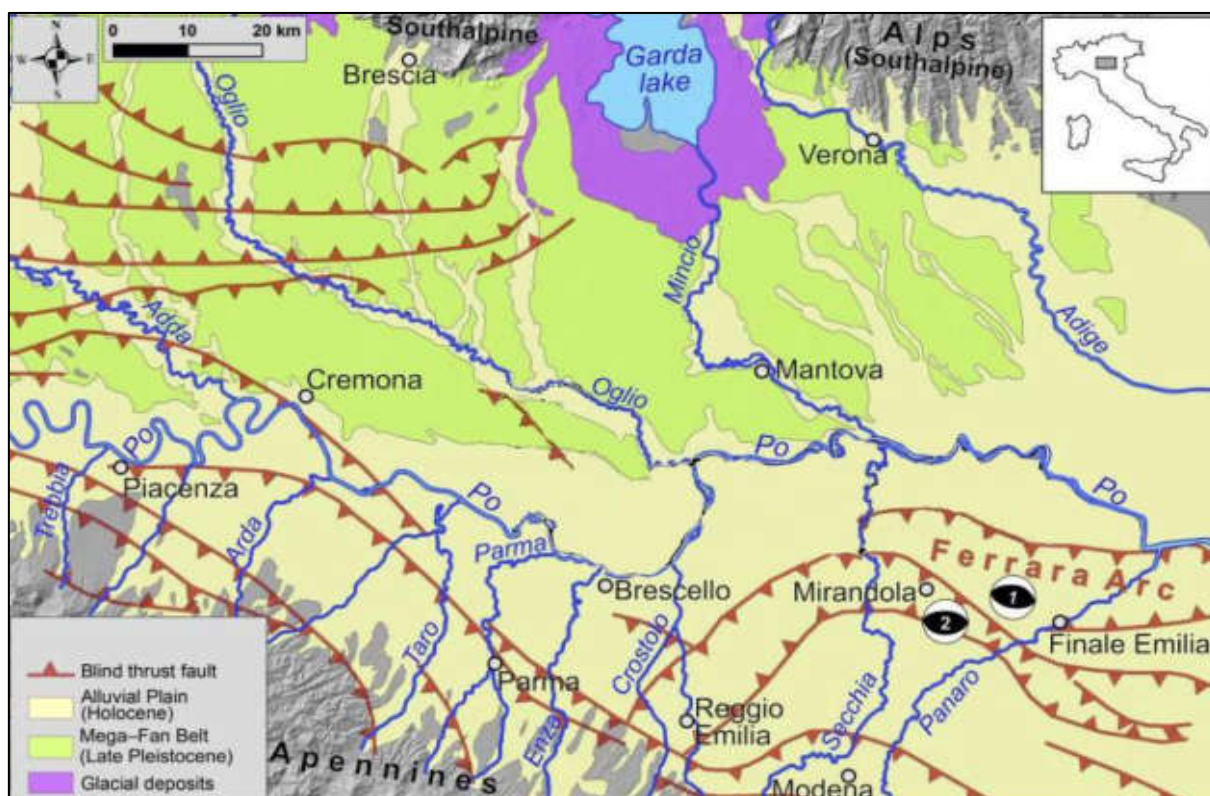 N
W E
S
0 10 20 km
Southalpine
Brescia
Oglio
Garda
lake
Alps
(Southalpine)
Verona
Mincio
Adige
Adda
Cremona
Oglio
Mantova
Po
Po
Po
Trebbia
Piacenza
Arda
Po
Parma
Taro
Parma
Enza
Brescello
Crostolo
Reggio
Emilia
Mirandola
Ferrara Arc
1
2
Finale Emilia
Secchia
Panaro
Modena
Apennines
Blind thrust fault
Alluvial Plain
(Holocene)
Mega-Fan Belt
(Late Pleistocene)
Glacial deposits